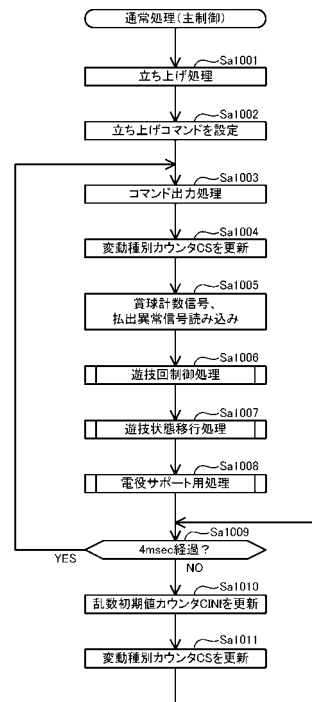 通常処理(主制御)
Sa1001
立ち上げ処理
Sa1002
立ち上げコマンドを設定
Sa1003
コマンド出力処理
Sa1004
変動種別カウンタCSを更新
Sa1005
賞球計数信号、
払出異常信号読み込み
Sa1006
遊技回制御処理
Sa1007
遊技状態移行処理
Sa1008
電役サポート用処理
Sa1009
4msec経過?
YES
NO
Sa1010
乱数初期値カウンタCINIを更新
Sa1011
変動種別カウンタCSを更新